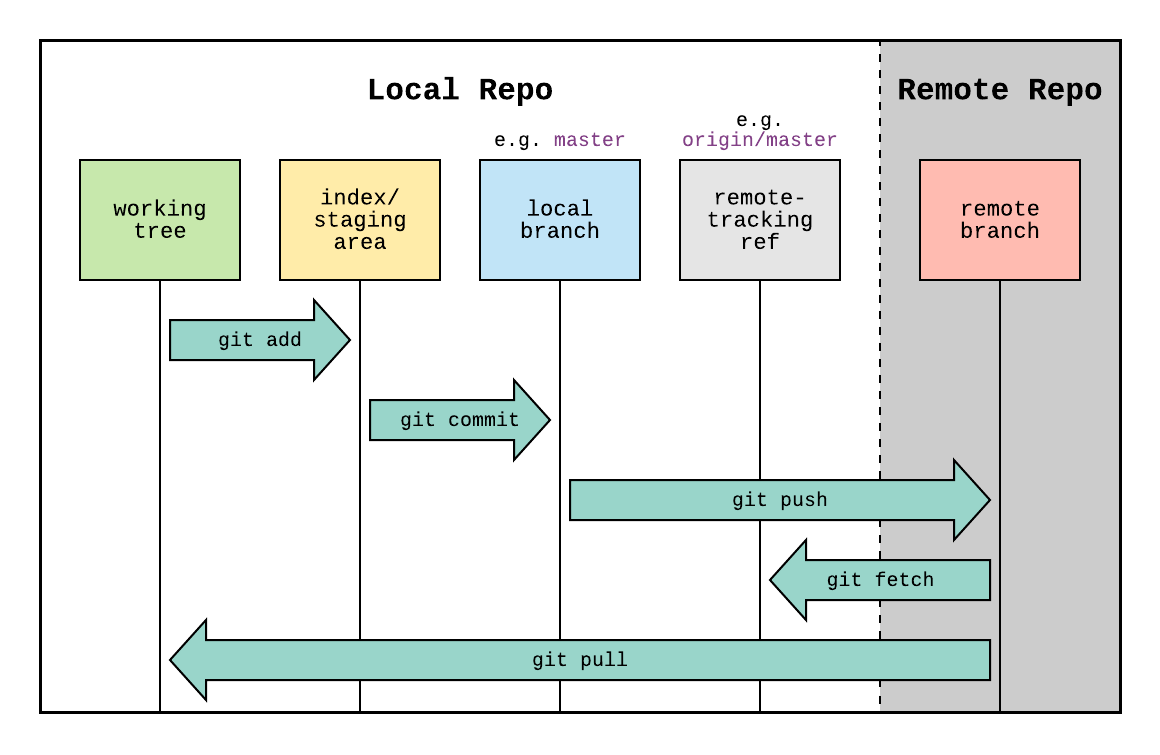 Local Repo
Remote Repo
e.g. master
e.g.
origin/master
working
tree
index/
staging
area
local
branch
remote-
tracking
ref
remote
branch
git add
git commit
git push
git fetch
git pull